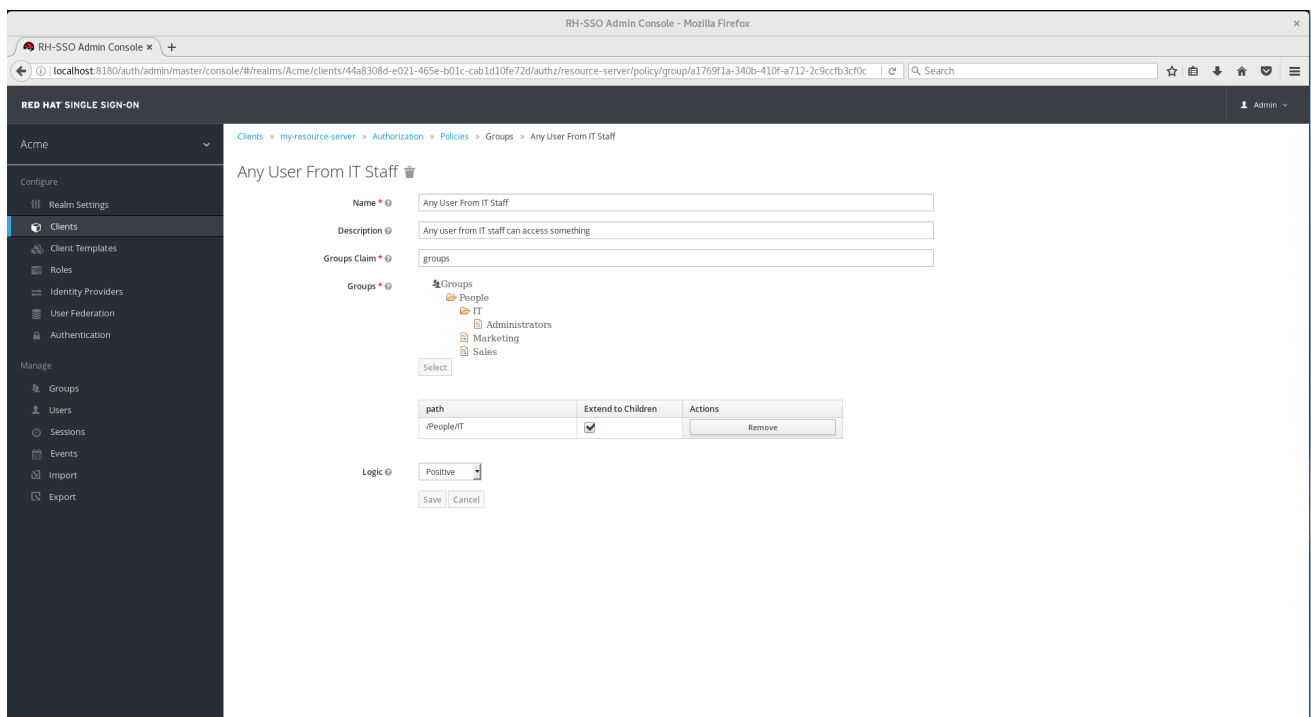 RH-SSO Admin Console - Mozilla Firefox ×
RH-SSO Admin Console × +
localhost:8180/auth/admin/master/console/#/realms/Acme/clients/44a8308d-e021-465e-b01c-cab1d10fe72d/authz/resource-server/policy/group/a1769f1a-340b-410f-a712-2c9ccfb3cf0c Search
RED HAT SINGLE SIGN-ON Admin
Acme
Configure
Realm Settings
Clients
Client Templates
Roles
Identity Providers
User Federation
Authentication
Manage
Groups
Users
Sessions
Events
Import
Export
Clients » my-resource-server » Authorization » Policies » Groups » Any User From IT Staff
Any User From IT Staff
Name * Any User From IT Staff
Description Any user from IT staff can access something
Groups Claim * groups
Groups * Groups
People
IT
Administrators
Marketing
Sales
Select
path Extend to Children Actions
/People/IT Remove
Logic Positive
Save Cancel